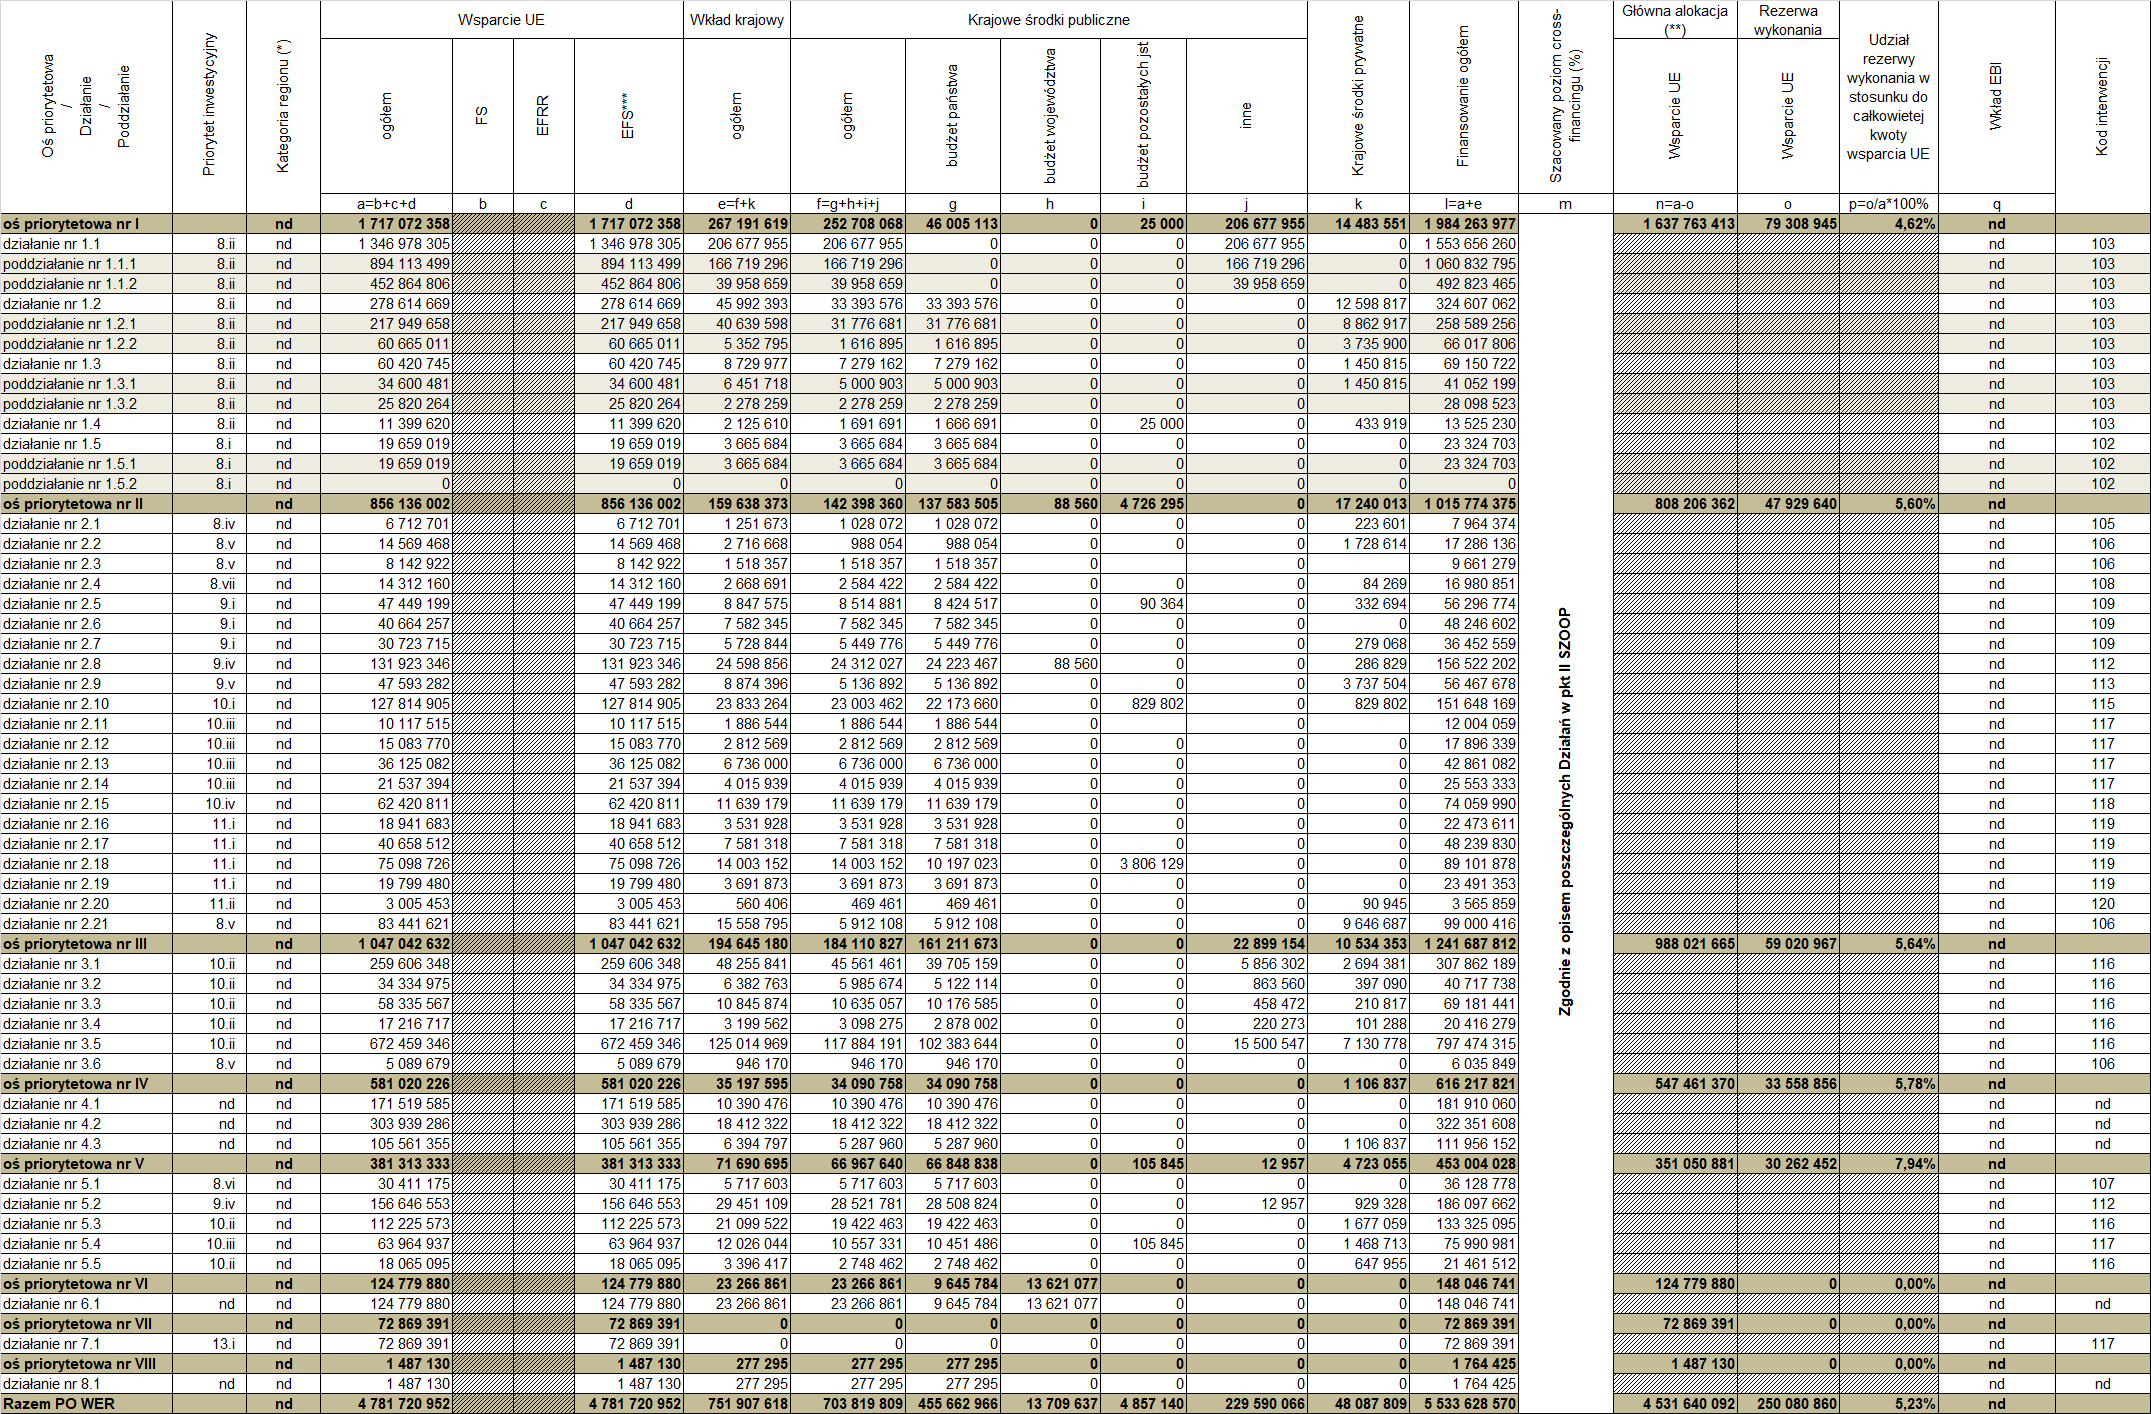 Oś priorytetowa / Działanie / Poddziałanie
Priorytet inwestycyjny
Kategoria regionu (*)
Wsparcie UE
Wkład krajowy
Krajowe środki publiczne
Krajowe środki prywatne
Finansowanie ogółem
Szacowany poziom cross-financingu (%)
Główna alokacja (**)
Rezerwa wykonania
Udział rezerwy wykonania w stosunku do całkowietej kwoty wsparcia UE
Wkład EBI
Kod interwencji
ogółem
FS
EFRR
EFS***
ogółem
ogółem
budżet państwa
budżet województwa
budżet pozostałych jst
inne
Wsparcie UE
Wsparcie UE
a=b+c+d b c d e=f+k f=g+h+i+j g h i j k l=a+e m n=a-o o p=o/a*100% q
oś priorytetowa nr I nd 1 717 072 358 1 717 072 358 267 191 619 252 708 068 46 005 113 0 25 000 206 677 955 14 483 551 1 984 263 977 1 637 763 413 79 308 945 4,62% nd
działanie nr 1.1 8.ii nd 1 346 978 305 1 346 978 305 206 677 955 206 677 955 0 0 0 206 677 955 0 1 553 656 260 nd 103
poddziałanie nr 1.1.1 8.ii nd 894 113 499 894 113 499 166 719 296 166 719 296 0 0 0 166 719 296 0 1 060 832 795 nd 103
poddziałanie nr 1.1.2 8.ii nd 452 864 806 452 864 806 39 958 659 39 958 659 0 0 0 39 958 659 0 492 823 465 nd 103
działanie nr 1.2 8.ii nd 278 614 669 278 614 669 45 992 393 33 393 576 33 393 576 0 0 0 12 598 817 324 607 062 nd 103
poddziałanie nr 1.2.1 8.ii nd 217 949 658 217 949 658 40 639 598 31 776 681 31 776 681 0 0 0 8 862 917 258 589 256 nd 103
poddziałanie nr 1.2.2 8.ii nd 60 665 011 60 665 011 5 352 795 1 616 895 1 616 895 0 0 0 3 735 900 66 017 806 nd 103
działanie nr 1.3 8.ii nd 60 420 745 60 420 745 8 729 977 7 279 162 7 279 162 0 0 0 1 450 815 69 150 722 nd 103
poddziałanie nr 1.3.1 8.ii nd 34 600 481 34 600 481 6 451 718 5 000 903 5 000 903 0 0 0 1 450 815 41 052 199 nd 103
poddziałanie nr 1.3.2 8.ii nd 25 820 264 25 820 264 2 278 259 2 278 259 2 278 259 0 0 0 28 098 523 nd 103
działanie nr 1.4 8.ii nd 11 399 620 11 399 620 2 125 610 1 691 691 1 666 691 0 25 000 0 433 919 13 525 230 nd 103
działanie nr 1.5 8.i nd 19 659 019 19 659 019 3 665 684 3 665 684 3 665 684 0 0 0 0 23 324 703 nd 102
poddziałanie nr 1.5.1 8.i nd 19 659 019 19 659 019 3 665 684 3 665 684 3 665 684 0 0 0 0 23 324 703 nd 102
poddziałanie nr 1.5.2 8.i nd 0 0 0 0 0 0 0 0 0 0 nd 102
oś priorytetowa nr II nd 856 136 002 856 136 002 159 638 373 142 398 360 137 583 505 88 560 4 726 295 0 17 240 013 1 015 774 375 808 206 362 47 929 640 5,60% nd
działanie nr 2.1 8.iv nd 6 712 701 6 712 701 1 251 673 1 028 072 1 028 072 0 0 0 223 601 7 964 374 nd 105
działanie nr 2.2 8.v nd 14 569 468 14 569 468 2 716 668 988 054 988 054 0 0 0 1 728 614 17 286 136 nd 106
działanie nr 2.3 8.v nd 8 142 922 8 142 922 1 518 357 1 518 357 1 518 357 0 0 9 661 279 nd 106
działanie nr 2.4 8.vii nd 14 312 160 14 312 160 2 668 691 2 584 422 2 584 422 0 0 0 84 269 16 980 851 nd 108
działanie nr 2.5 9.i nd 47 449 199 47 449 199 8 847 575 8 514 881 8 424 517 0 90 364 0 332 694 56 296 774 nd 109
działanie nr 2.6 9.i nd 40 664 257 40 664 257 7 582 345 7 582 345 7 582 345 0 0 0 0 48 246 602 nd 109
działanie nr 2.7 9.i nd 30 723 715 30 723 715 5 728 844 5 449 776 5 449 776 0 0 0 279 068 36 452 559 nd 109
działanie nr 2.8 9.iv nd 131 923 346 131 923 346 24 598 856 24 312 027 24 223 467 88 560 0 0 286 829 156 522 202 nd 112
działanie nr 2.9 9.v nd 47 593 282 47 593 282 8 874 396 5 136 892 5 136 892 0 0 0 3 737 504 56 467 678 nd 113
działanie nr 2.10 10.i nd 127 814 905 127 814 905 23 833 264 23 003 462 22 173 660 0 829 802 0 829 802 151 648 169 nd 115
działanie nr 2.11 10.iii nd 10 117 515 10 117 515 1 886 544 1 886 544 1 886 544 0 0 12 004 059 nd 117
działanie nr 2.12 10.iii nd 15 083 770 15 083 770 2 812 569 2 812 569 2 812 569 0 0 0 0 17 896 339 nd 117
działanie nr 2.13 10.iii nd 36 125 082 36 125 082 6 736 000 6 736 000 6 736 000 0 0 0 0 42 861 082 nd 117
działanie nr 2.14 10.iii nd 21 537 394 21 537 394 4 015 939 4 015 939 4 015 939 0 0 0 0 25 553 333 nd 117
działanie nr 2.15 10.iv nd 62 420 811 62 420 811 11 639 179 11 639 179 11 639 179 0 0 0 0 74 059 990 nd 118
działanie nr 2.16 11.i nd 18 941 683 18 941 683 3 531 928 3 531 928 3 531 928 0 0 0 0 22 473 611 nd 119
działanie nr 2.17 11.i nd 40 658 512 40 658 512 7 581 318 7 581 318 7 581 318 0 0 0 0 48 239 830 nd 119
działanie nr 2.18 11.i nd 75 098 726 75 098 726 14 003 152 14 003 152 10 197 023 0 3 806 129 0 0 89 101 878 nd 119
działanie nr 2.19 11.i nd 19 799 480 19 799 480 3 691 873 3 691 873 3 691 873 0 0 0 0 23 491 353 nd 119
działanie nr 2.20 11.ii nd 3 005 453 3 005 453 560 406 469 461 469 461 0 0 0 90 945 3 565 859 nd 120
działanie nr 2.21 8.v nd 83 441 621 83 441 621 15 558 795 5 912 108 5 912 108 0 0 0 9 646 687 99 000 416 nd 106
oś priorytetowa nr III nd 1 047 042 632 1 047 042 632 194 645 180 184 110 827 161 211 673 0 0 22 899 154 10 534 353 1 241 687 812 988 021 665 59 020 967 5,64% nd
działanie nr 3.1 10.ii nd 259 606 348 259 606 348 48 255 841 45 561 461 39 705 159 0 0 5 856 302 2 694 381 307 862 189 nd 116
działanie nr 3.2 10.ii nd 34 334 975 34 334 975 6 382 763 5 985 674 5 122 114 0 0 863 560 397 090 40 717 738 nd 116
działanie nr 3.3 10.ii nd 58 335 567 58 335 567 10 845 874 10 635 057 10 176 585 0 0 458 472 210 817 69 181 441 nd 116
działanie nr 3.4 10.ii nd 17 216 717 17 216 717 3 199 562 3 098 275 2 878 002 0 0 220 273 101 288 20 416 279 nd 116
działanie nr 3.5 10.ii nd 672 459 346 672 459 346 125 014 969 117 884 191 102 383 644 0 0 15 500 547 7 130 778 797 474 315 nd 116
działanie nr 3.6 8.v nd 5 089 679 5 089 679 946 170 946 170 946 170 0 0 0 0 6 035 849 nd 106
oś priorytetowa nr IV nd 581 020 226 581 020 226 35 197 595 34 090 758 34 090 758 0 0 0 1 106 837 616 217 821 547 461 370 33 558 856 5,78% nd
działanie nr 4.1 nd nd 171 519 585 171 519 585 10 390 476 10 390 476 10 390 476 0 0 0 0 181 910 060 nd nd
działanie nr 4.2 nd nd 303 939 286 303 939 286 18 412 322 18 412 322 18 412 322 0 0 0 0 322 351 608 nd nd
działanie nr 4.3 nd nd 105 561 355 105 561 355 6 394 797 5 287 960 5 287 960 0 0 0 1 106 837 111 956 152 nd nd
oś priorytetowa nr V nd 381 313 333 381 313 333 71 690 695 66 967 640 66 848 838 0 105 845 12 957 4 723 055 453 004 028 351 050 881 30 262 452 7,94% nd
działanie nr 5.1 8.vi nd 30 411 175 30 411 175 5 717 603 5 717 603 5 717 603 0 0 0 0 36 128 778 nd 107
działanie nr 5.2 9.iv nd 156 646 553 156 646 553 29 451 109 28 521 781 28 508 824 0 0 12 957 929 328 186 097 662 nd 112
działanie nr 5.3 10.ii nd 112 225 573 112 225 573 21 099 522 19 422 463 19 422 463 0 0 0 1 677 059 133 325 095 nd 116
działanie nr 5.4 10.iii nd 63 964 937 63 964 937 12 026 044 10 557 331 10 451 486 0 105 845 0 1 468 713 75 990 981 nd 117
działanie nr 5.5 10.ii nd 18 065 095 18 065 095 3 396 417 2 748 462 2 748 462 0 0 0 647 955 21 461 512 nd 116
oś priorytetowa nr VI nd 124 779 880 124 779 880 23 266 861 23 266 861 9 645 784 13 621 077 0 0 0 148 046 741 124 779 880 0 0,00% nd
działanie nr 6.1 nd nd 124 779 880 124 779 880 23 266 861 23 266 861 9 645 784 13 621 077 0 0 0 148 046 741 nd nd
oś priorytetowa nr VII nd 72 869 391 72 869 391 0 0 0 0 0 0 0 72 869 391 72 869 391 0 0,00% nd
działanie nr 7.1 13.i nd 72 869 391 72 869 391 0 0 0 0 0 0 0 72 869 391 nd 117
oś priorytetowa nr VIII nd 1 487 130 1 487 130 277 295 277 295 277 295 0 0 0 0 1 764 425 1 487 130 0 0,00% nd
działanie nr 8.1 nd nd 1 487 130 1 487 130 277 295 277 295 277 295 0 0 0 0 1 764 425 nd nd
Razem PO WER nd 4 781 720 952 4 781 720 952 751 907 618 703 819 809 455 662 966 13 709 637 4 857 140 229 590 066 48 087 809 5 533 628 570 4 531 640 092 250 080 860 5,23% nd
Zgodnie z opisem poszczególnych Działań w pkt II SZOOP